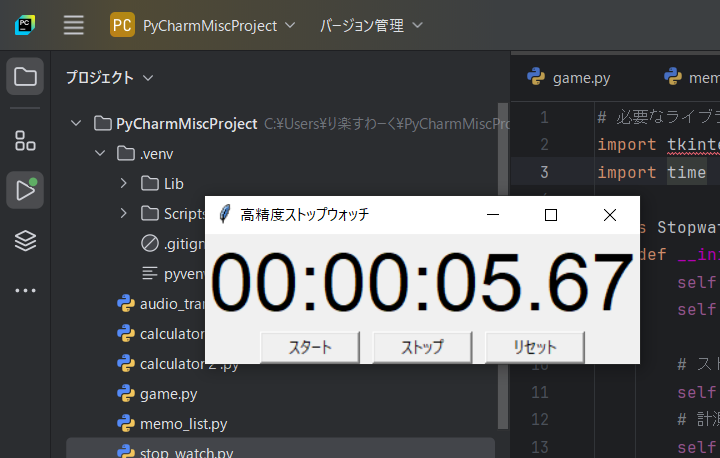 PC PyCharmMiscProject バージョン管理
プロジェクト
PyCharmMiscProject C:¥Users¥り楽すわーく¥PyCharmMiscPro
.venv
Lib
Scripts
.gitign
pyven
audio_tran
calculator
calculator2 .py
game.py
memo_list.py
stop_watch.py
game.py mem
1 # 必要なライブラ
2 import tkinte
3 import time
s Stopwat
def __ini
self
self
10 # スト
11 self
12 # 計測
13 self
高精度ストップウォッチ
00:00:05.67
スタート ストップ リセット